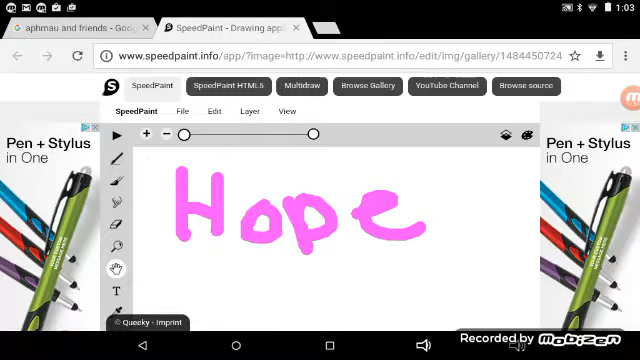 1:03
aphmau and friends - Goog
SpeedPaint - Drawing appli
www.speedpaint.info/app/?image=http://www.speedpaint.info/edit/img/gallery/1484450724
SpeedPaint
SpeedPaint HTML5
Multidraw
Browse Gallery
YouTube Channel
Browse source
SpeedPaint File Edit Layer View
Pen + Stylus
in One
Pen + Stylus
in One
Hope
T
© Queeky - Imprint
Recorded by
mobizen